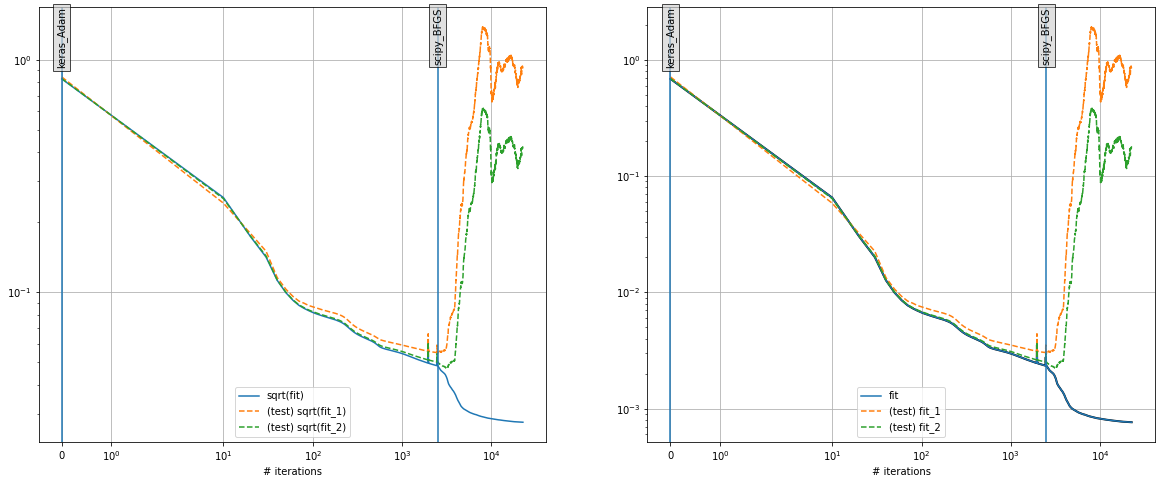 keras_Adam
scipy_BFGS
10⁰
10⁻¹
sqrt(fit)
(test) sqrt(fit_1)
(test) sqrt(fit_2)
0
10⁰
10¹
10²
10³
10⁴
# iterations
keras_Adam
scipy_BFGS
10⁰
10⁻¹
10⁻²
10⁻³
fit
(test) fit_1
(test) fit_2
0
10⁰
10¹
10²
10³
10⁴
# iterations